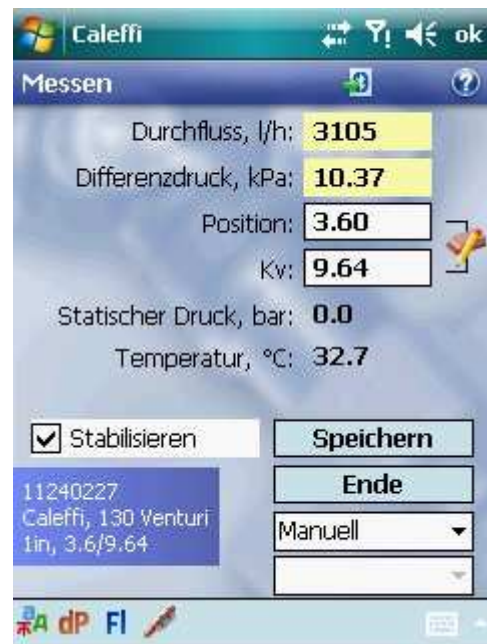 Caleffi ok
Messen ?
Durchfluss, l/h: 3105
Differenzdruck, kPa: 10.37
Position: 3.60
Kv: 9.64
Statischer Druck, bar: 0.0
Temperatur, °C: 32.7
Stabilisieren Speichern
Ende
11240227
Caleffi, 130 Venturi
1in, 3.6/9.64
Manuell
dP Fl